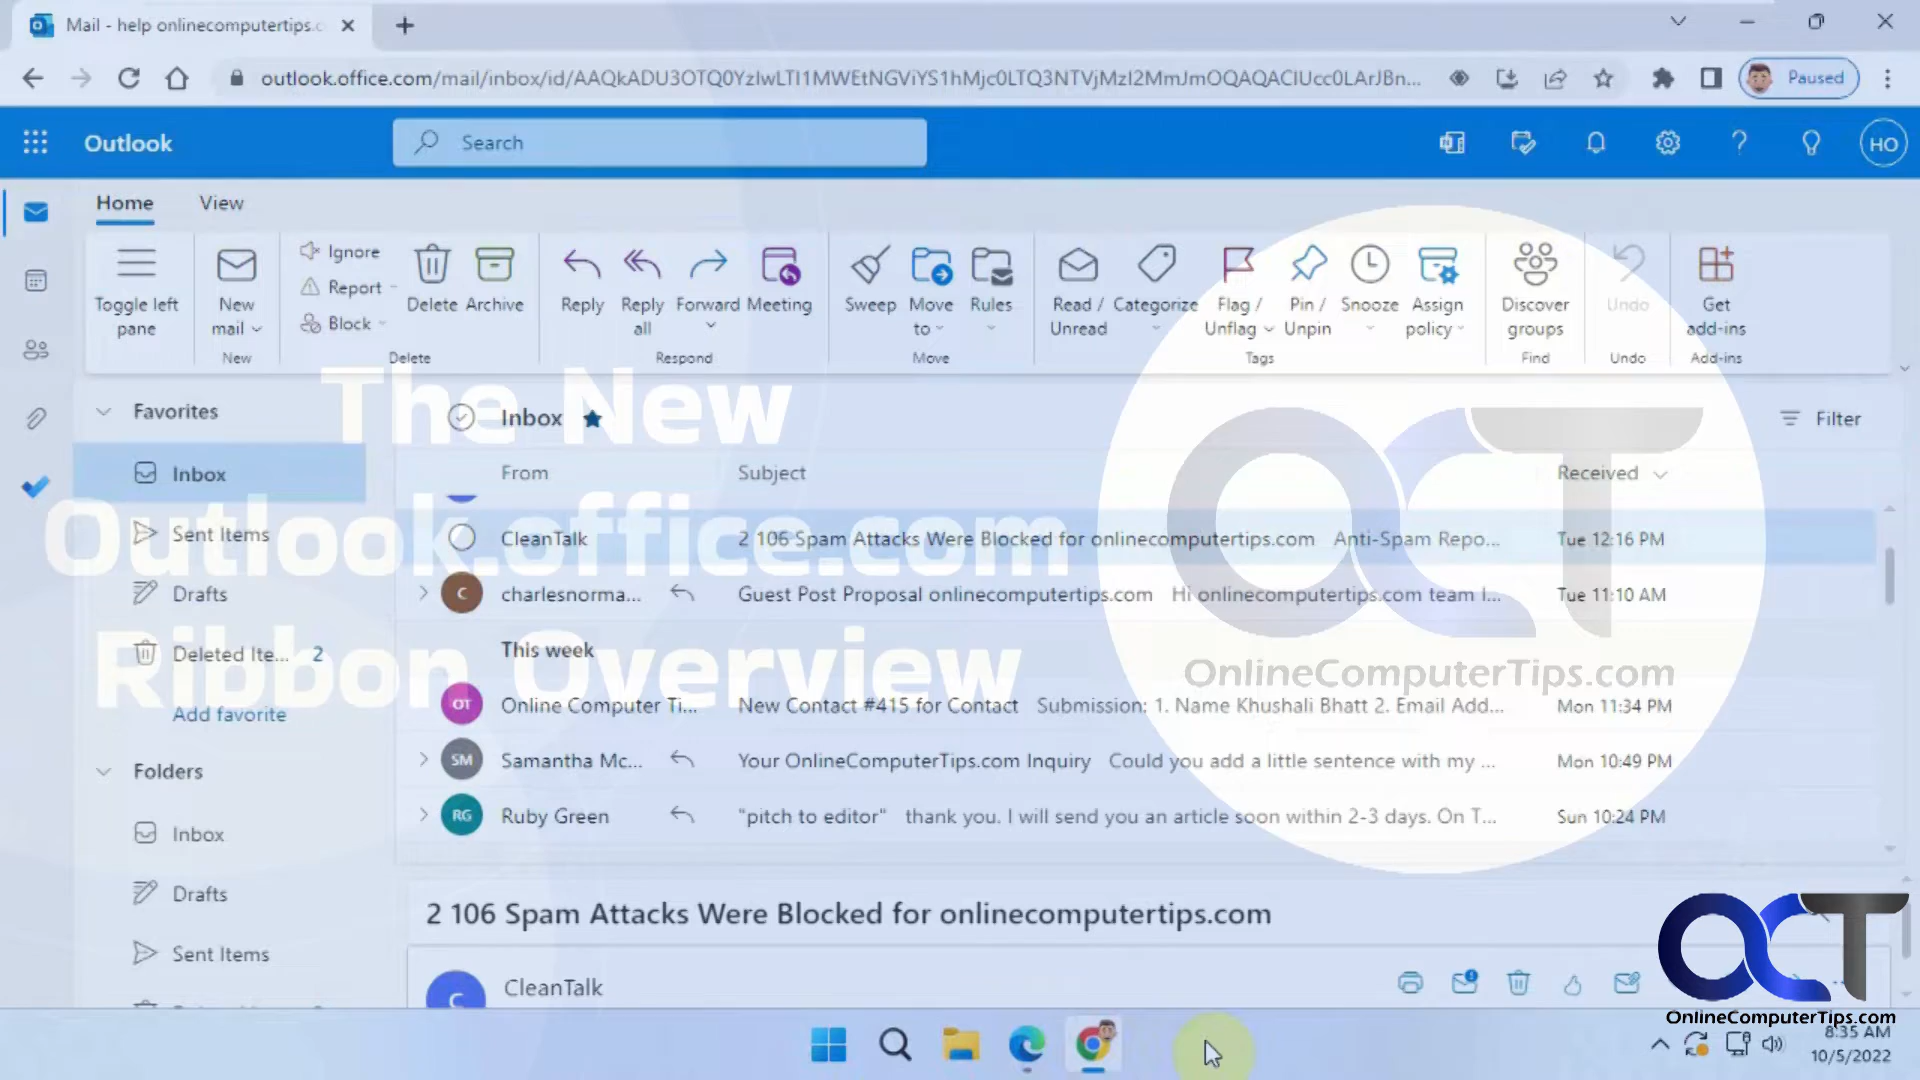 Mail - help onlinecomputertips.c
outlook.office.com/mail/inbox/id/AAQkADU3OTQ0YzIwLTI1MWEtNGViYS1hMjc0LTQ3NTVjMzI2MmJmOQAQACIUcc0LArJBn...
Paused
Outlook
Search
HO
Home View
Toggle left pane
New mail
New
Ignore
Report
Block
Delete Archive
Delete
Reply Reply all Forward Meeting
Respond
Sweep Move to Rules
Move
Read / Unread Categorize Flag / Unflag Pin / Unpin Snooze Assign policy
Tags
Discover groups
Find
Undo
Undo
Get add-ins
Add-ins
The New
Outlook.office.com
Ribbon Overview
OCT
OnlineComputerTips.com
Favorites
Inbox
Sent Items
Drafts
Deleted Ite... 2
Add favorite
Folders
Inbox
Drafts
Sent Items
Inbox
Filter
From Subject Received
CleanTalk 2 106 Spam Attacks Were Blocked for onlinecomputertips.com Anti-Spam Repo... Tue 12:16 PM
C charlesnorma... Guest Post Proposal onlinecomputertips.com Hi onlinecomputertips.com team I... Tue 11:10 AM
This week
OT Online Computer Ti... New Contact #415 for Contact Submission: 1. Name Khushali Bhatt 2. Email Add... Mon 11:34 PM
SM Samantha Mc... Your OnlineComputerTips.com Inquiry Could you add a little sentence with my ... Mon 10:49 PM
RG Ruby Green "pitch to editor" thank you. I will send you an article soon within 2-3 days. On T... Sun 10:24 PM
2 106 Spam Attacks Were Blocked for onlinecomputertips.com
C CleanTalk
OCT
OnlineComputerTips.com
8:35 AM
10/5/2022